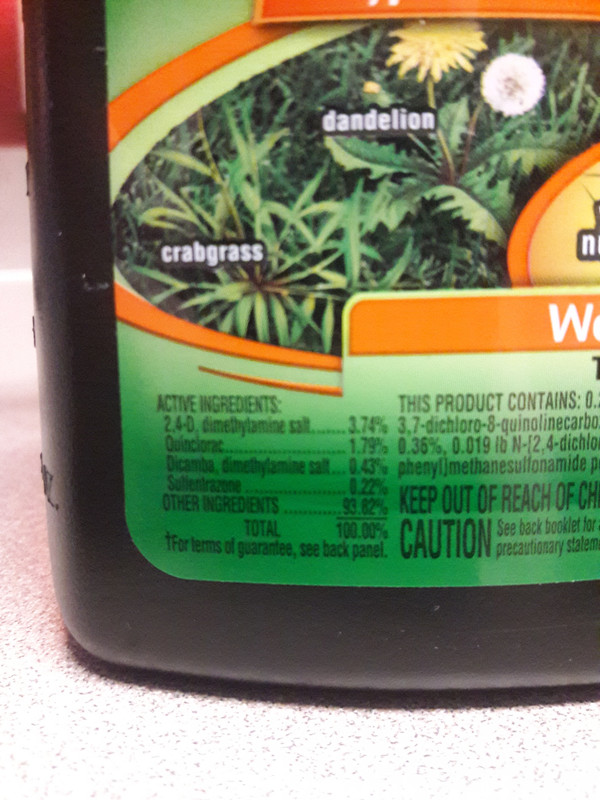 dandelion
crabgrass
ACTIVE INGREDIENTS:
2,4-D, dimethylamine salt....... 3.74%
Quinclorac........................ 1.79%
Dicamba, dimethylamine salt ... 0.43%
Sulfentrazone ..................... 0.22%
OTHER INGREDIENTS ............... 93.82%
TOTAL 100.00%
†For terms of guarantee, see back panel.
THIS PRODUCT CONTAINS: 0.
3,7-dichloro-8-quinolinecarbo
0.36%, 0.019 lb N-[2,4-dichlo
phenyl]methanesulfonamide p
KEEP OUT OF REACH OF CHI
CAUTION See back booklet for
precautionary statem